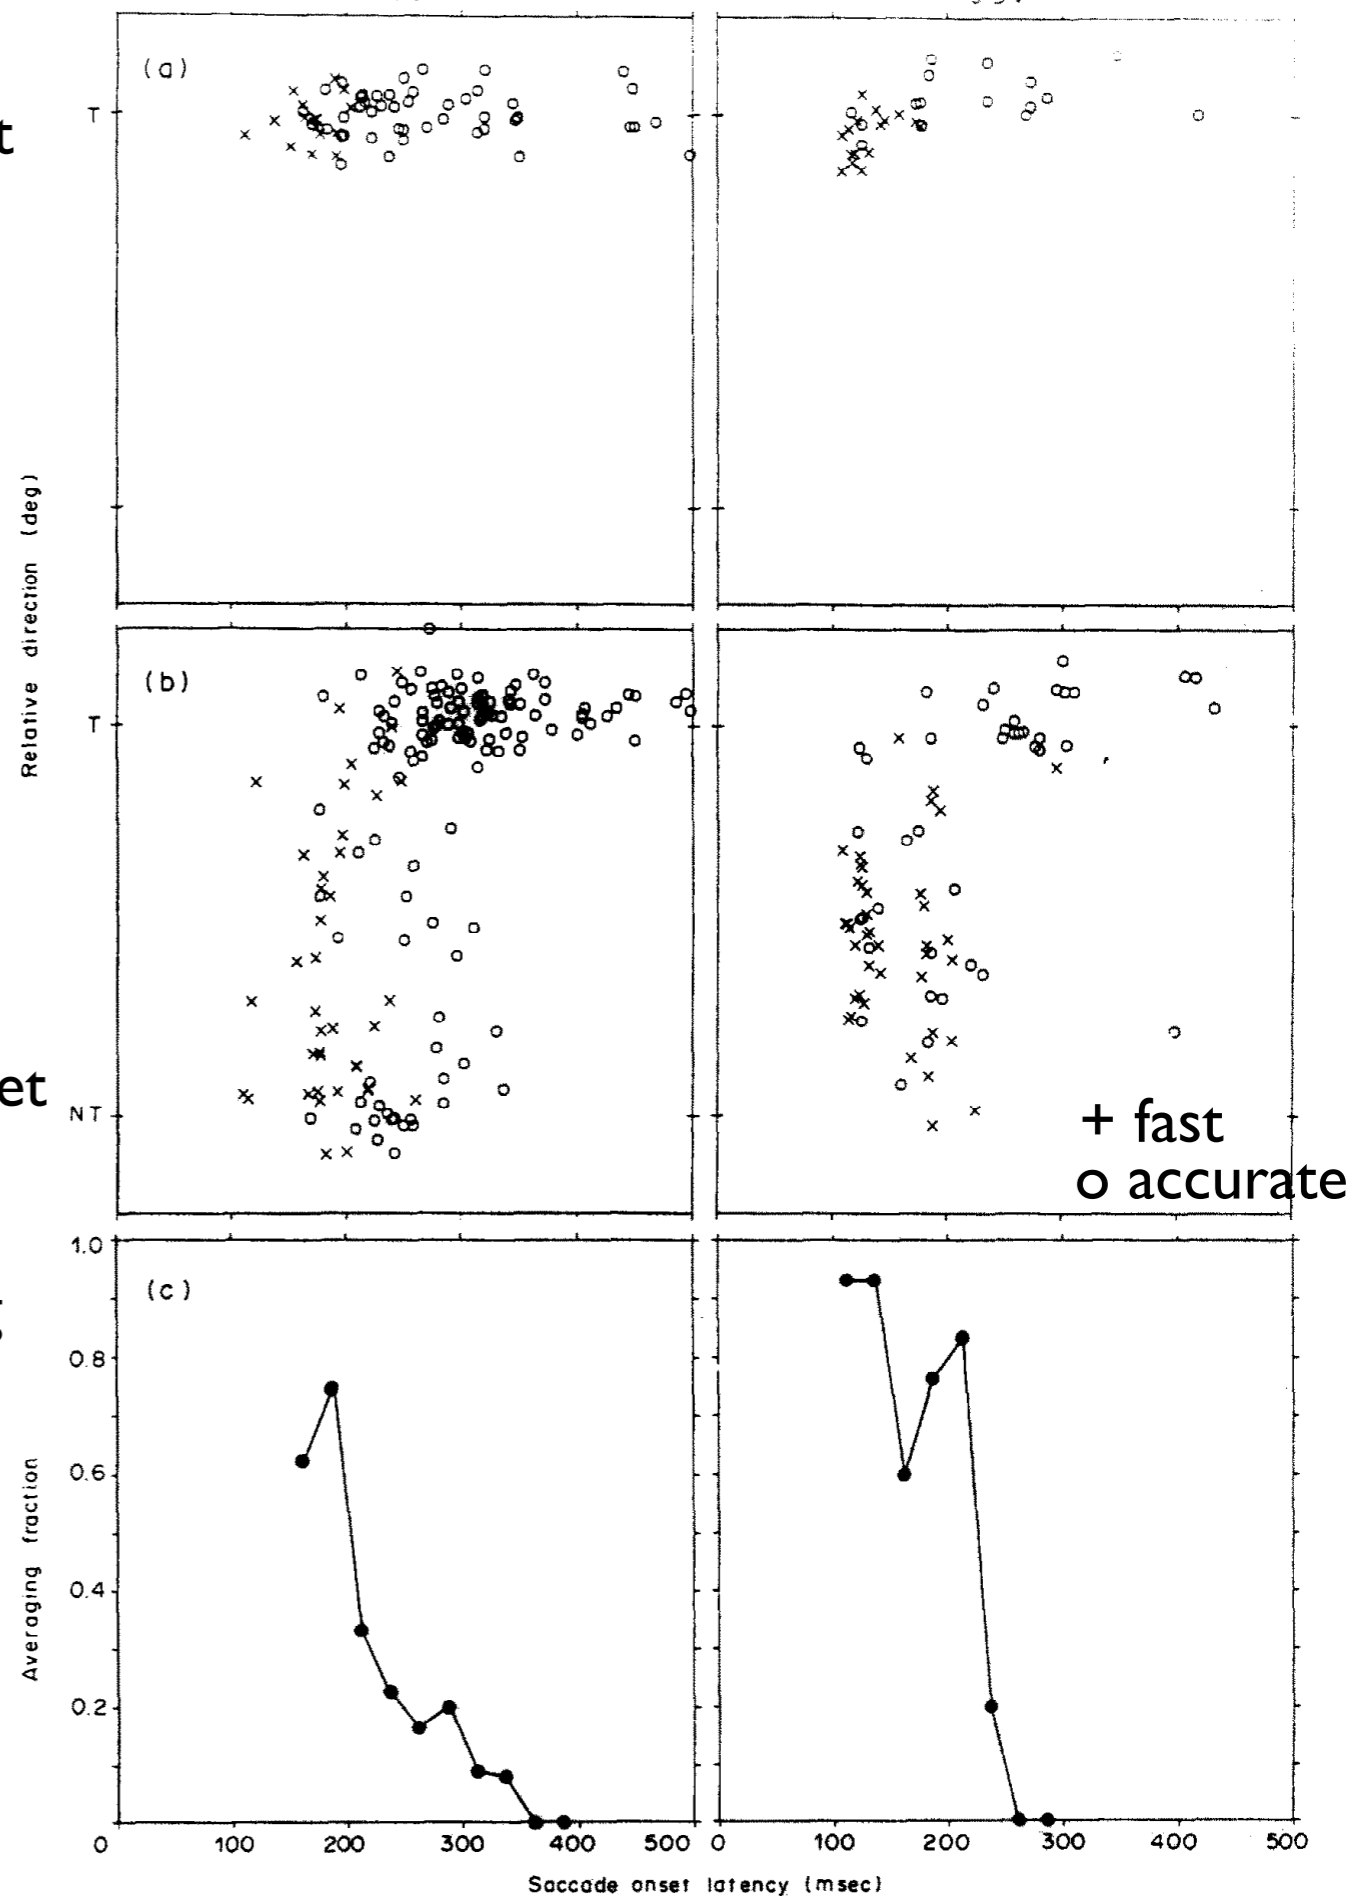 (a)
T
Relative direction (deg)
(b)
T
NT
+ fast
o accurate
(c)
1.0
0.8
0.6
0.4
0.2
Averaging fraction
0 100 200 300 400 500 0 100 200 300 400 500
Saccade onset latency (msec)